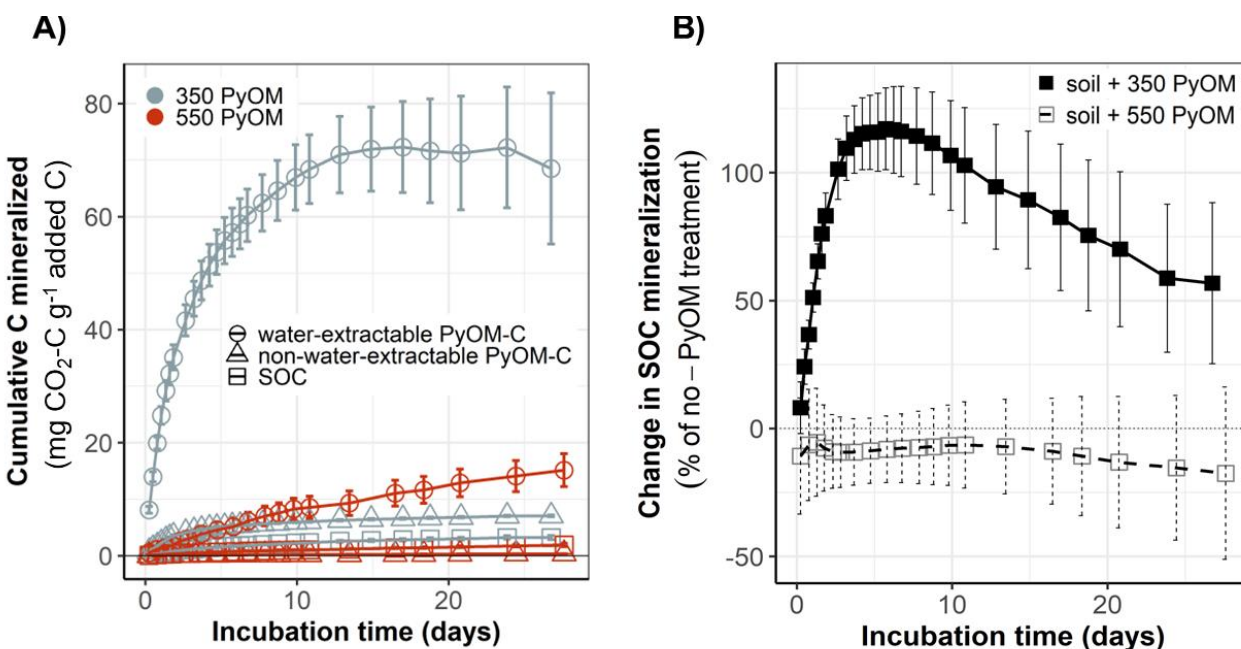 A)
Cumulative C mineralized
(mg CO₂-C g⁻¹ added C)
80
60
40
20
0
350 PyOM
550 PyOM
water-extractable PyOM-C
non-water-extractable PyOM-C
SOC
0 10 20
Incubation time (days)
B)
Change in SOC mineralization
(% of no – PyOM treatment)
100
50
0
-50
soil + 350 PyOM
soil + 550 PyOM
0 10 20
Incubation time (days)